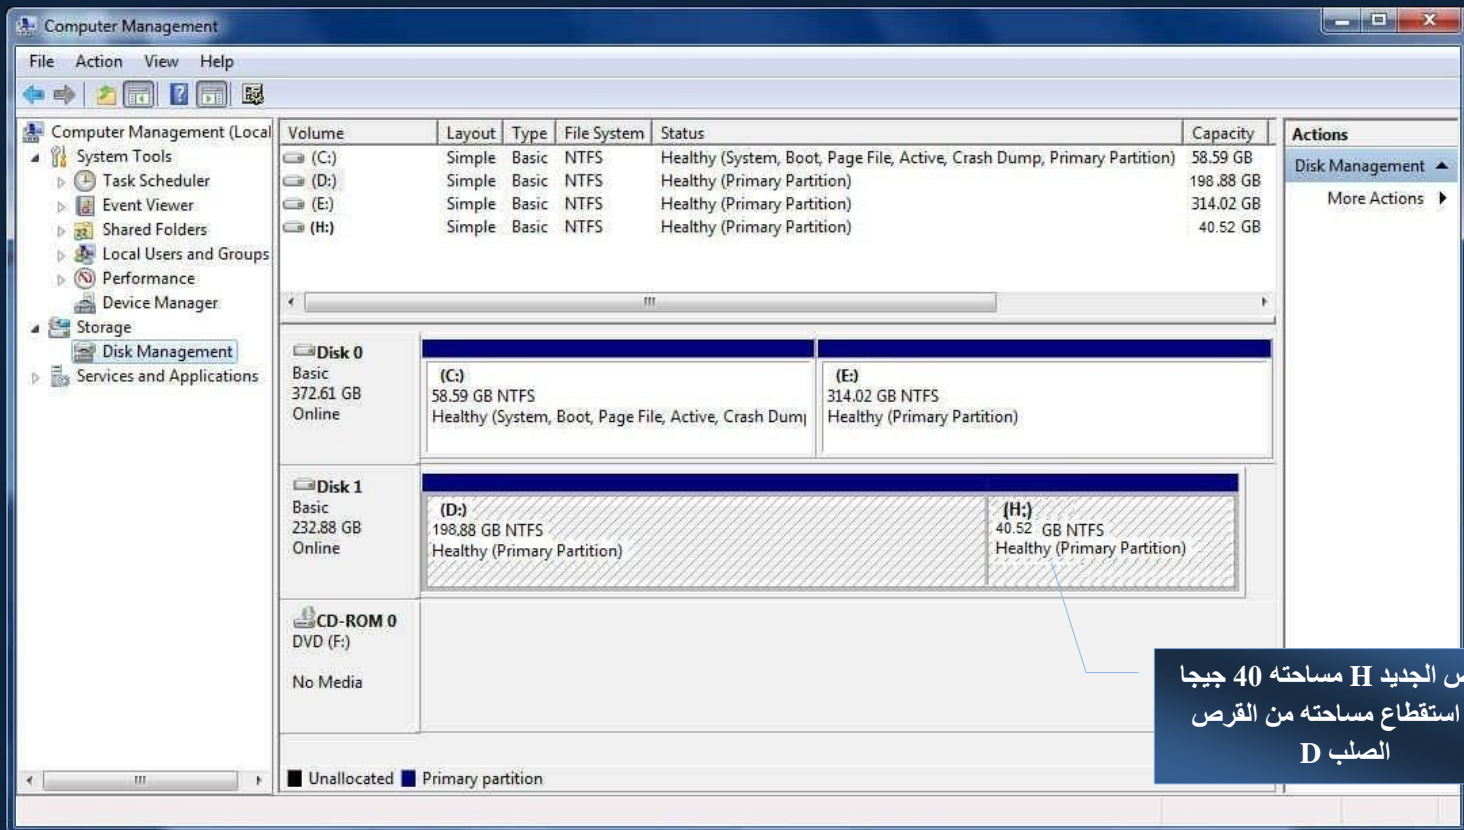 Computer Management
File Action View Help
Computer Management (Local
System Tools
Task Scheduler
Event Viewer
Shared Folders
Local Users and Groups
Performance
Device Manager
Storage
Disk Management
Services and Applications
Volume Layout Type File System Status Capacity
(C:) Simple Basic NTFS Healthy (System, Boot, Page File, Active, Crash Dump, Primary Partition) 58.59 GB
(D:) Simple Basic NTFS Healthy (Primary Partition) 198.88 GB
(E:) Simple Basic NTFS Healthy (Primary Partition) 314.02 GB
(H:) Simple Basic NTFS Healthy (Primary Partition) 40.52 GB
Disk 0
Basic
372.61 GB
Online
(C:)
58.59 GB NTFS
Healthy (System, Boot, Page File, Active, Crash Dum
(E:)
314.02 GB NTFS
Healthy (Primary Partition)
Disk 1
Basic
232.88 GB
Online
(D:)
198.88 GB NTFS
Healthy (Primary Partition)
(H:)
40.52 GB NTFS
Healthy (Primary Partition)
CD-ROM 0
DVD (F:)
No Media
Unallocated Primary partition
Actions
Disk Management
More Actions
الجديد H مساحته 40 جيجا
استقطاع مساحته من القرص
الصلب D